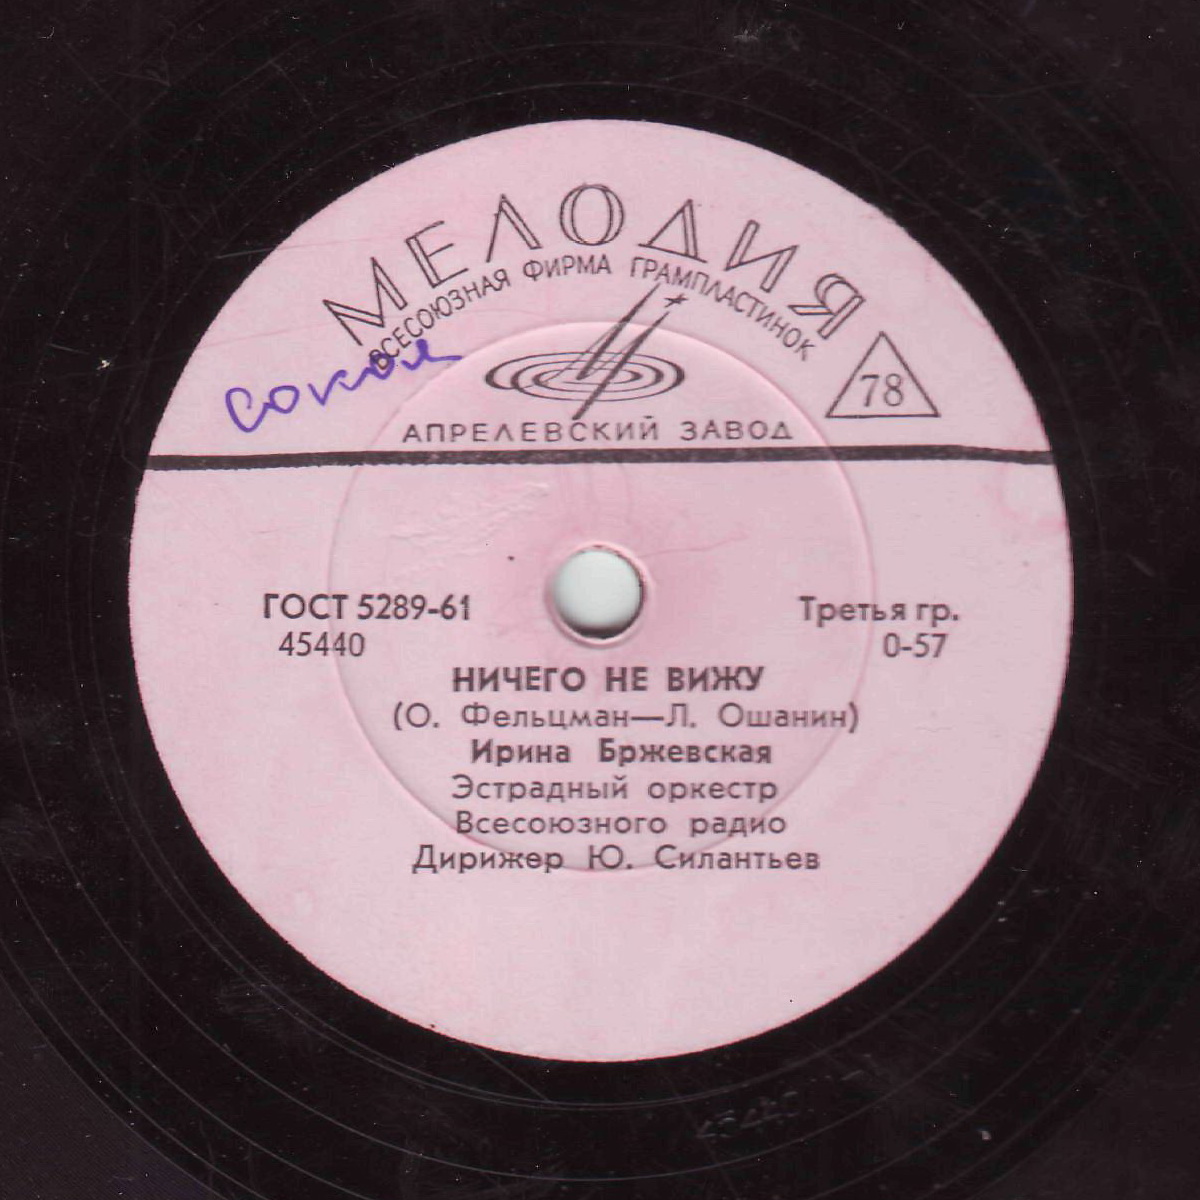 МЕЛОДИЯ
ВСЕСОЮЗНАЯ ФИРМА ГРАМПЛАСТИНОК
78
АПРЕЛЕВСКИЙ ЗАВОД
ГОСТ 5289-61
45440
Третья гр.
0-57
НИЧЕГО НЕ ВИЖУ
(О. Фельцман—Л. Ошанин)
Ирина Бржевская
Эстрадный оркестр
Всесоюзного радио
Дирижер Ю. Силантьев